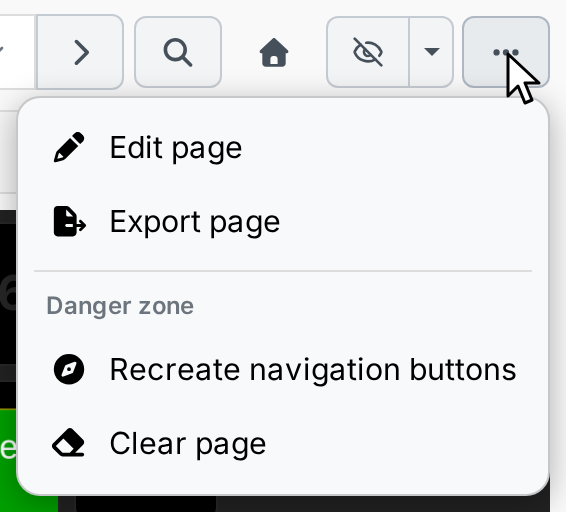 Edit page
Export page
Danger zone
Recreate navigation buttons
Clear page